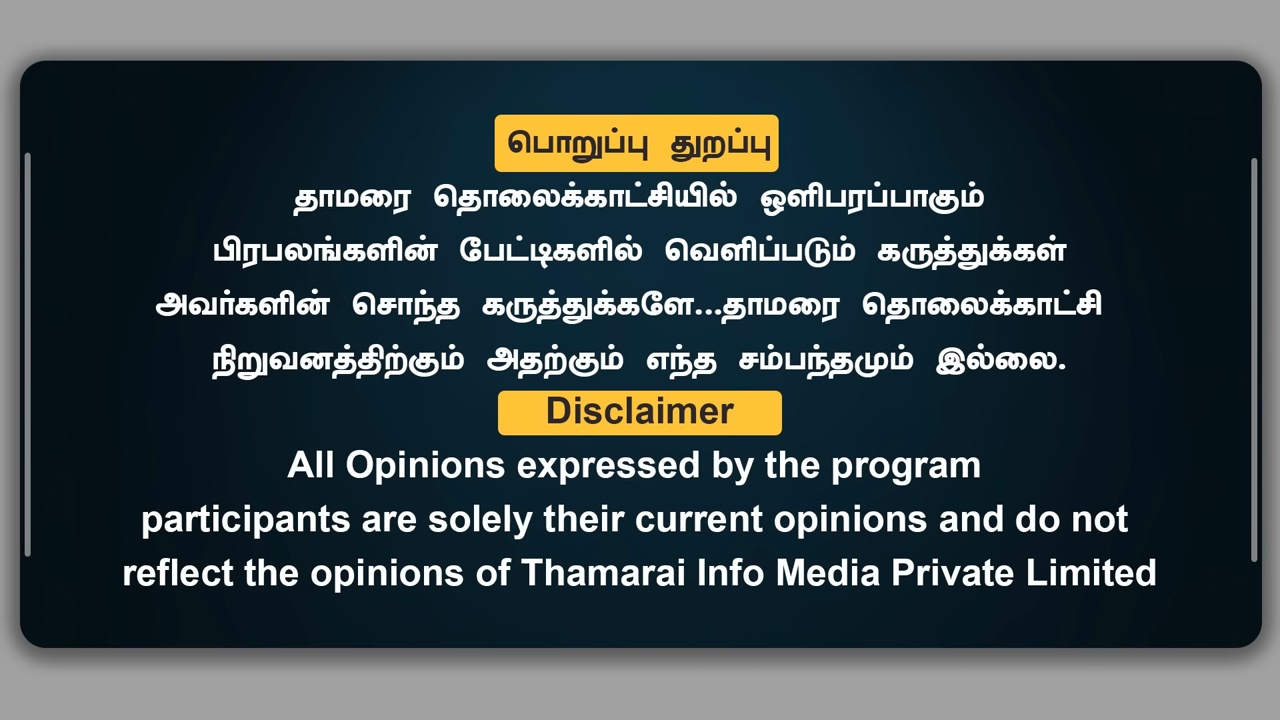 பொறுப்பு துறப்பு
தாமரை தொலைக்காட்சியில் ஒளிபரப்பாகும்
பிரபலங்களின் பேட்டிகளில் வெளிப்படும் கருத்துக்கள்
அவர்களின் சொந்த கருத்துக்களே...தாமரை தொலைக்காட்சி
நிறுவனத்திற்கும் அதற்கும் எந்த சம்பந்தமும் இல்லை.
Disclaimer
All Opinions expressed by the program
participants are solely their current opinions and do not
reflect the opinions of Thamarai Info Media Private Limited